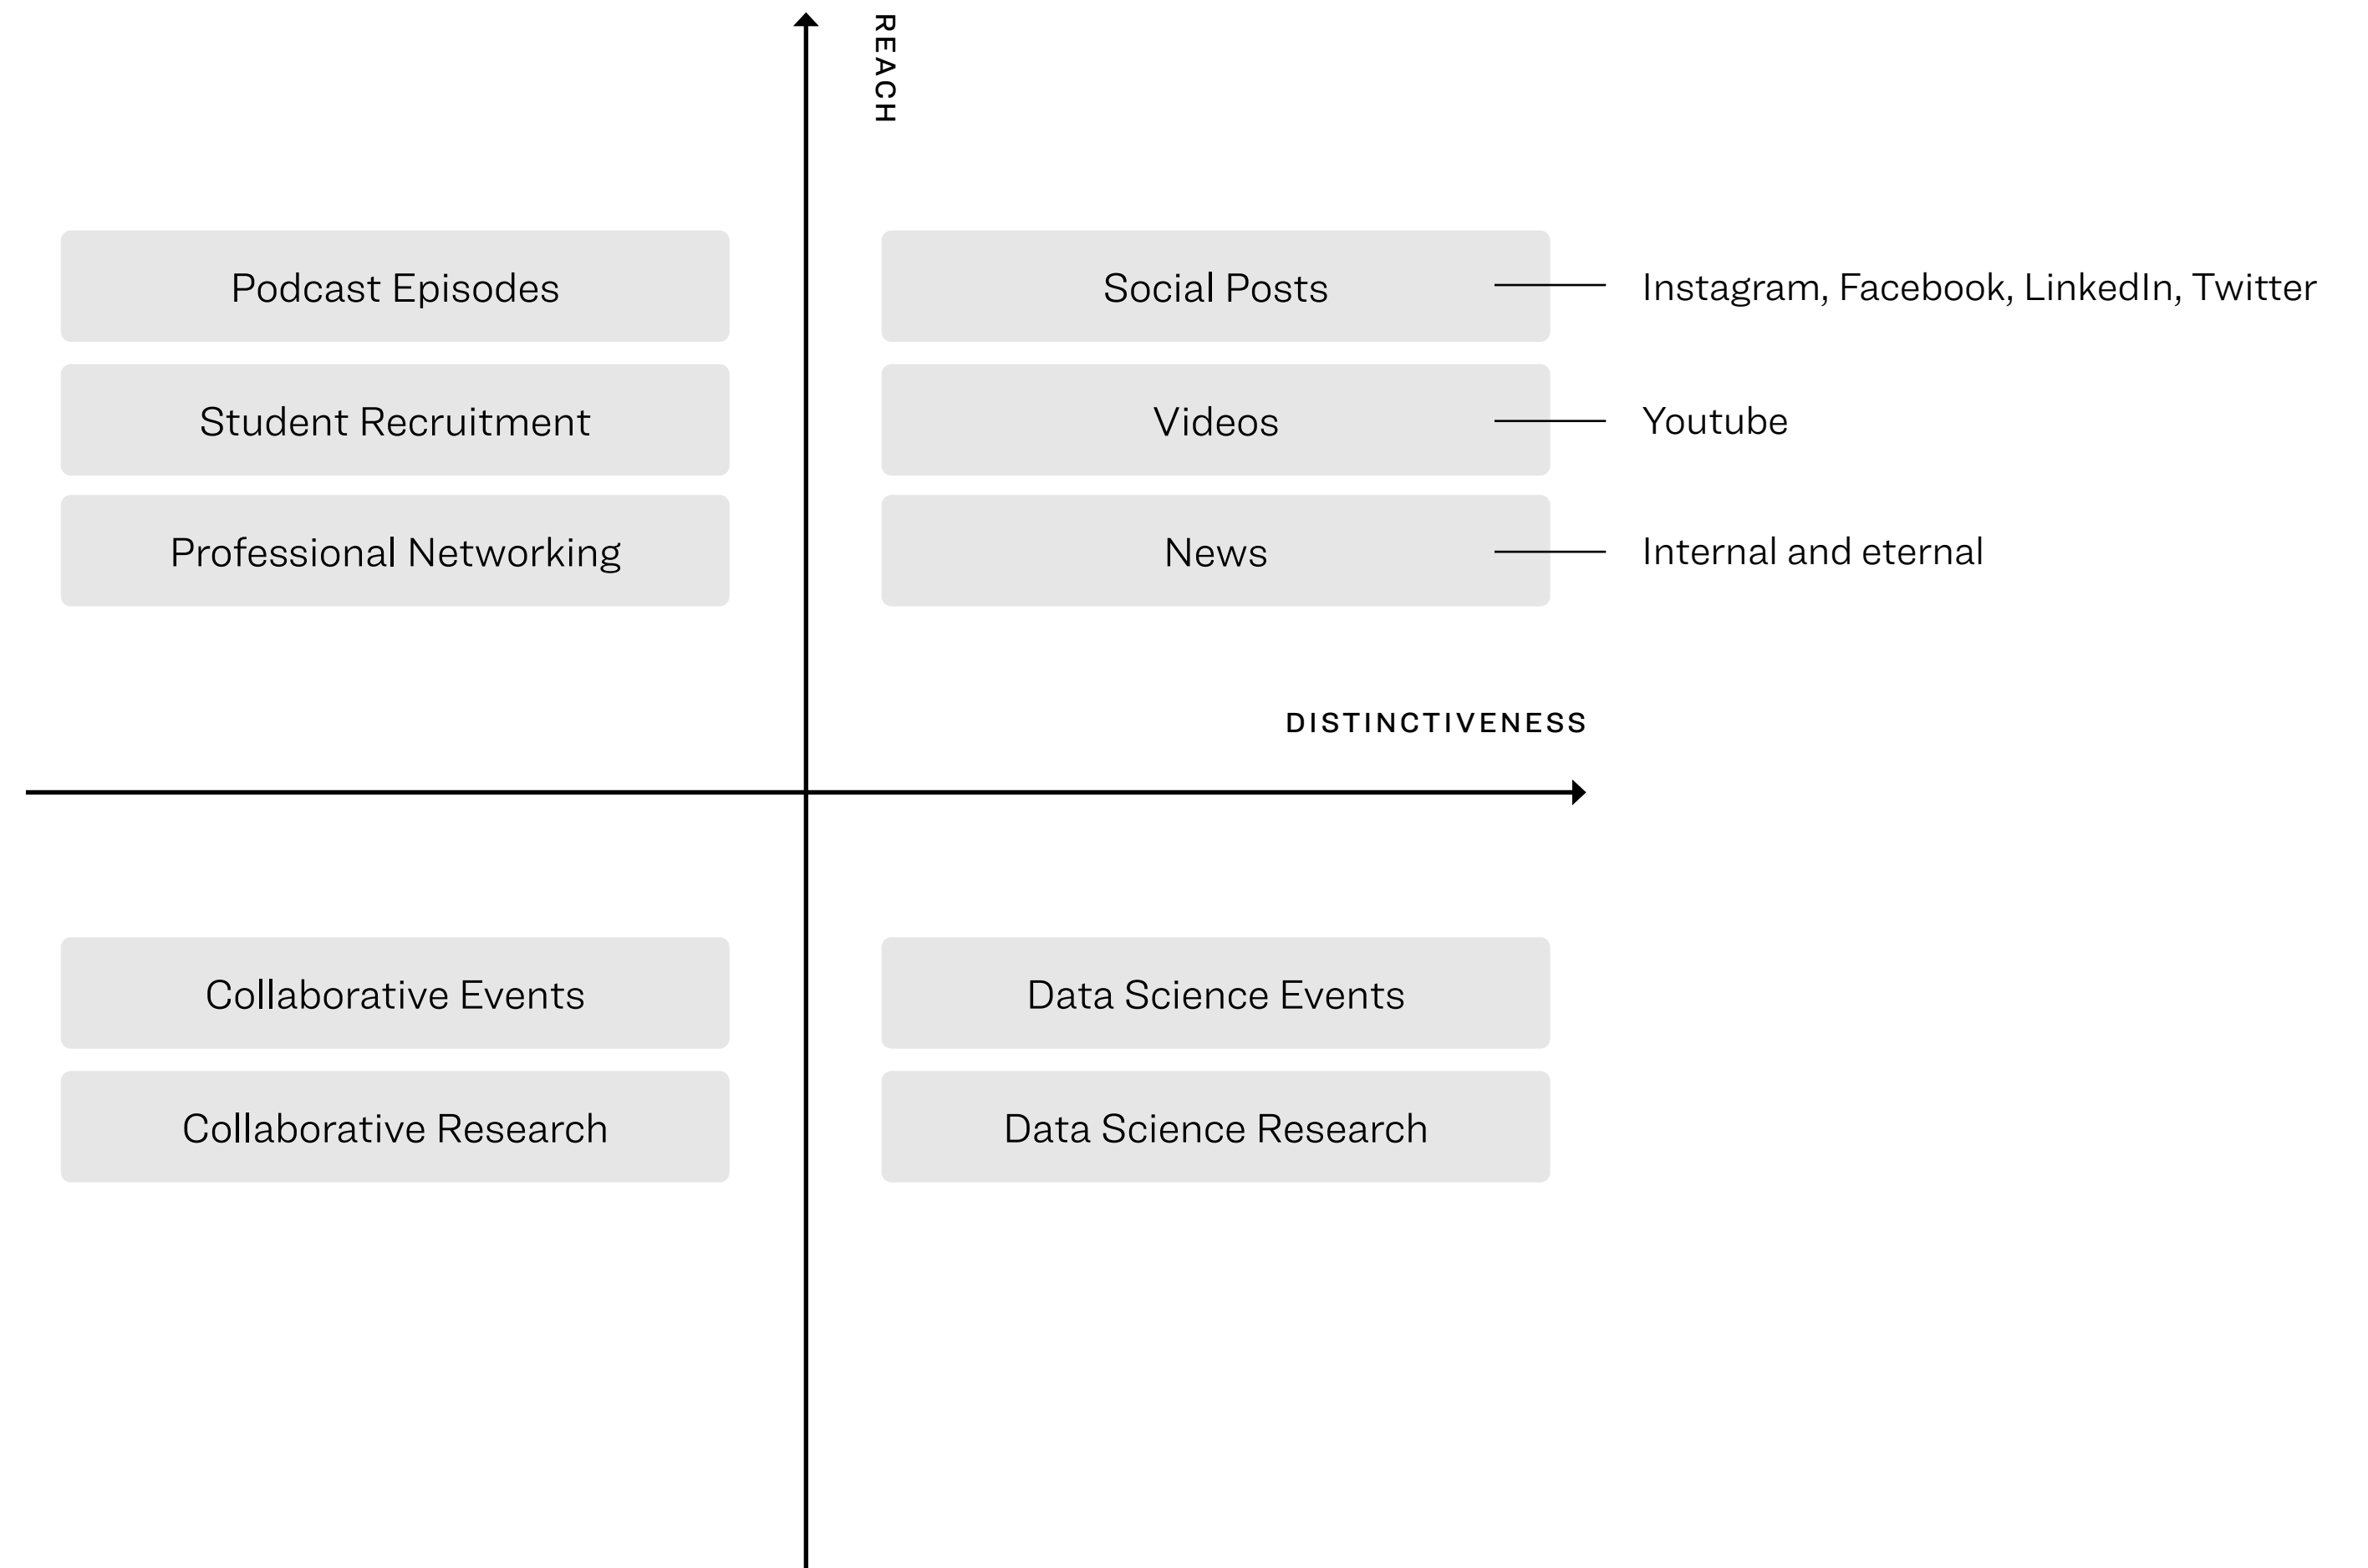 REACH
Podcast Episodes
Social Posts
Instagram, Facebook, LinkedIn, Twitter
Student Recruitment
Videos
Youtube
Professional Networking
News
Internal and eternal
DISTINCTIVENESS
Collaborative Events
Data Science Events
Collaborative Research
Data Science Research